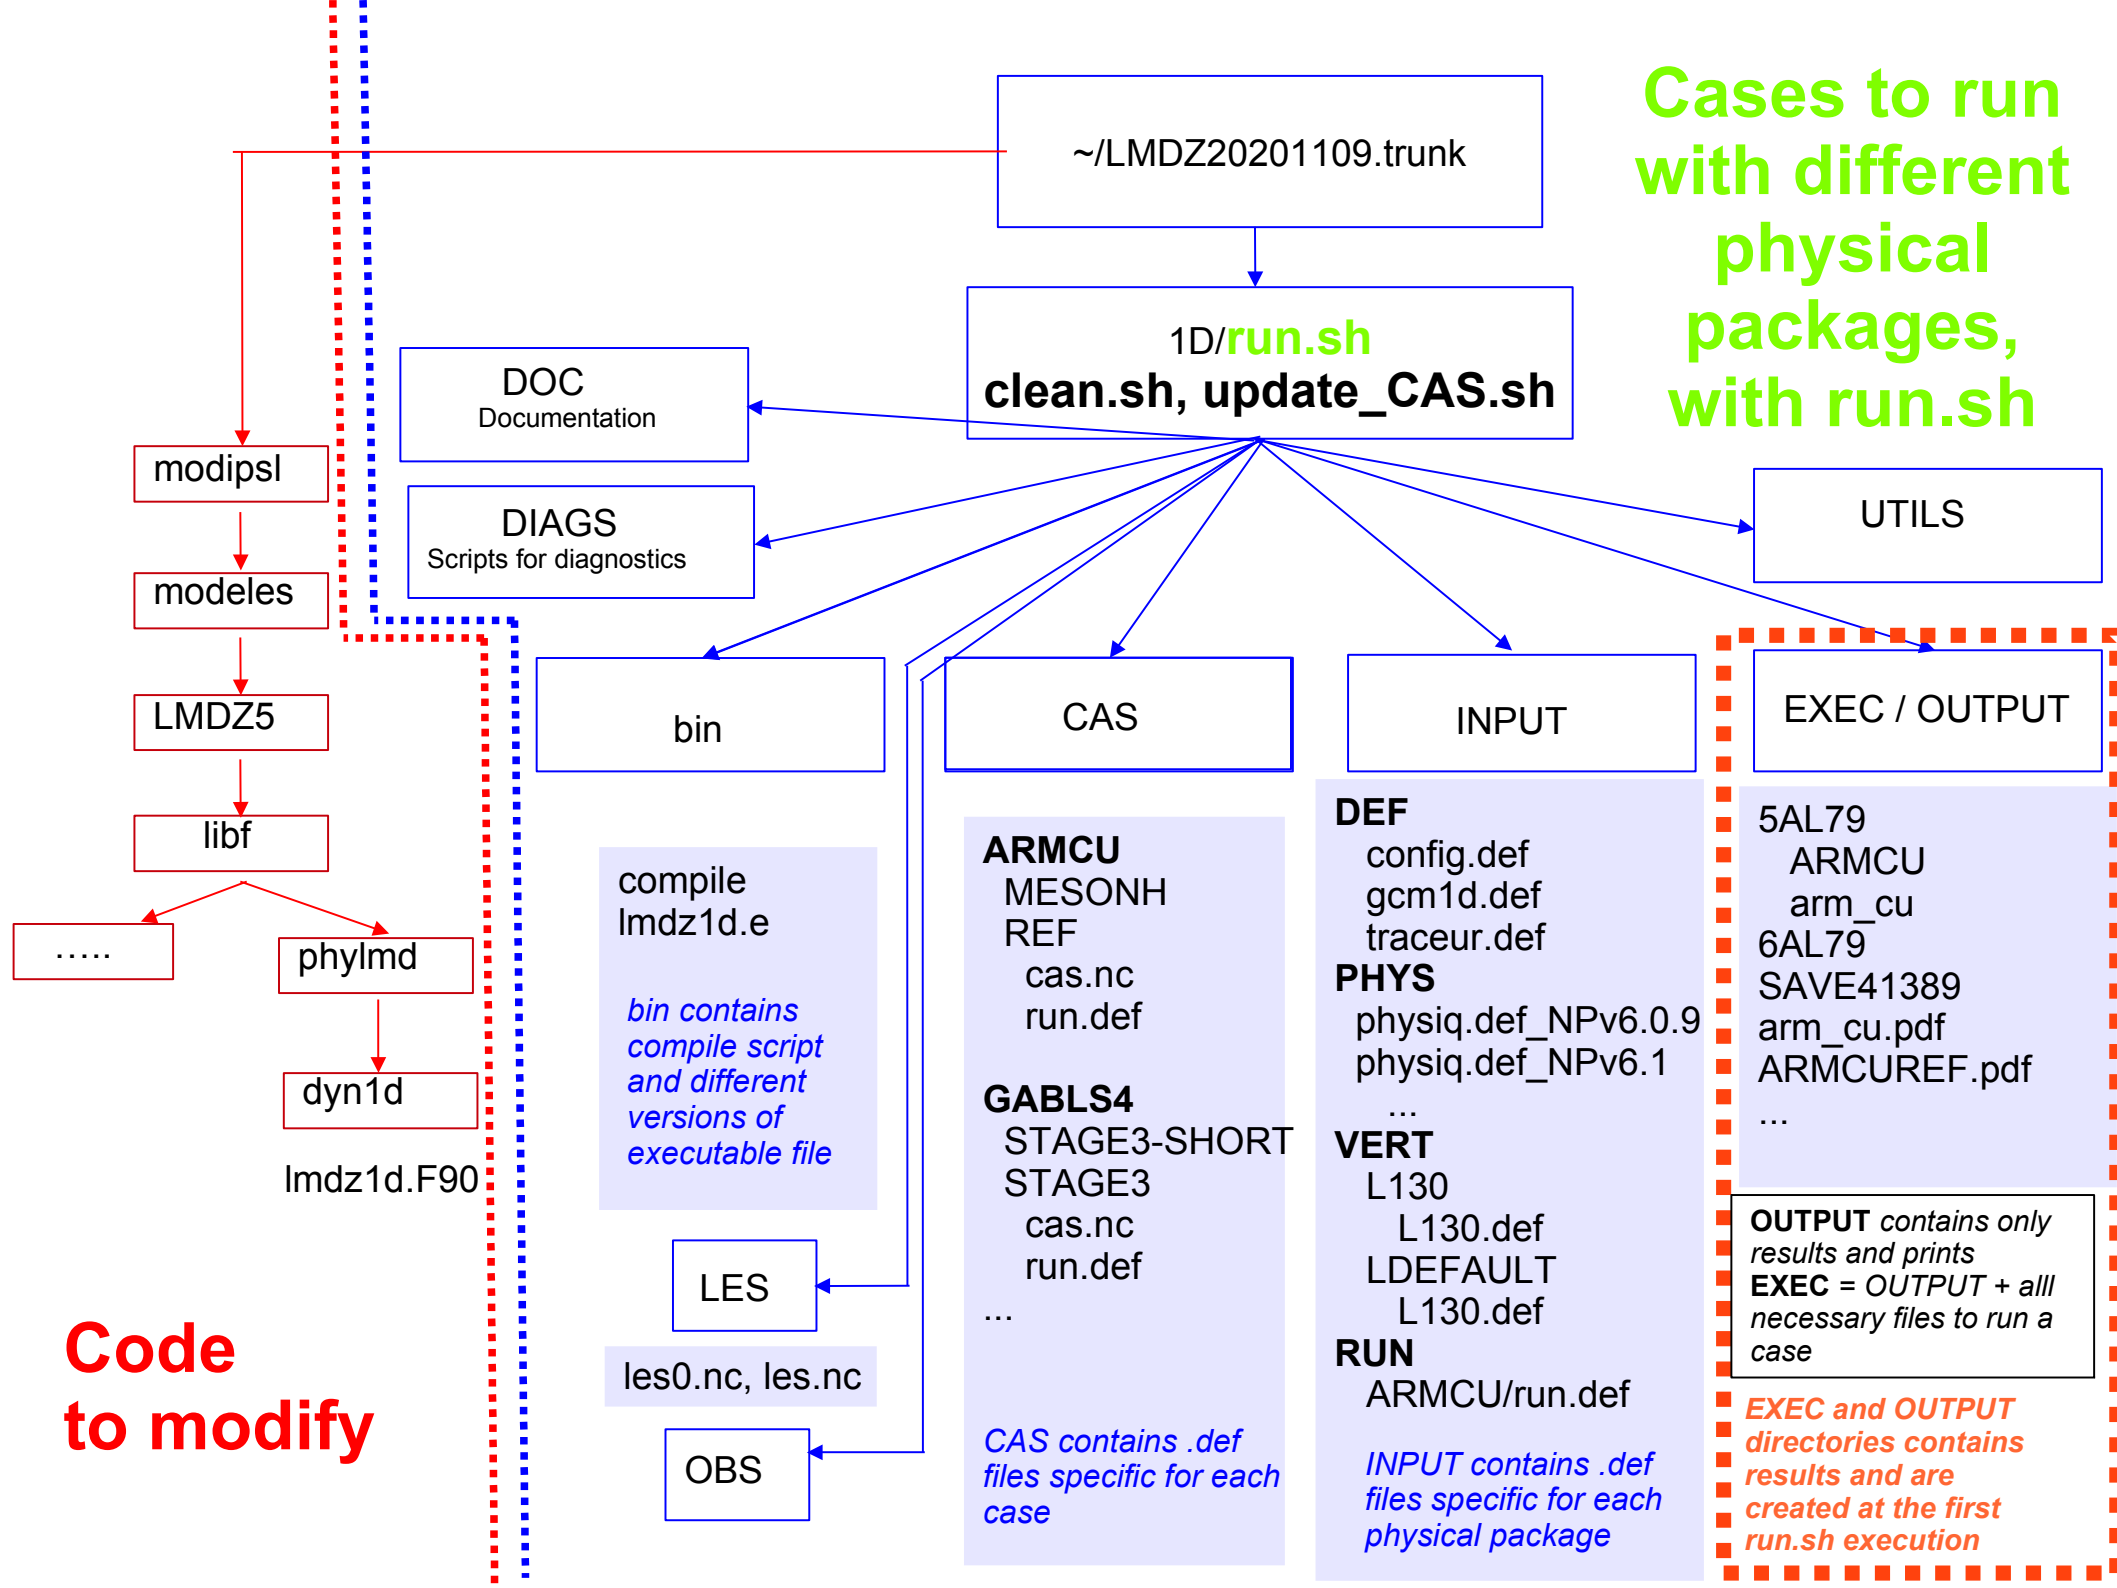 Cases to run
with different
physical
packages,
with run.sh
~/LMDZ20201109.trunk
1D/run.sh
clean.sh, update_CAS.sh
DOC
Documentation
DIAGS
Scripts for diagnostics
UTILS
modipsl
modeles
LMDZ5
libf
.....
phylmd
dyn1d
lmdz1d.F90
Code
to modify
bin
compile
lmdz1d.e
bin contains
compile script
and different
versions of
executable file
LES
les0.nc, les.nc
OBS
CAS
ARMCU
MESONH
REF
cas.nc
run.def
GABLS4
STAGE3-SHORT
STAGE3
cas.nc
run.def
...
CAS contains .def
files specific for each
case
INPUT
DEF
config.def
gcm1d.def
traceur.def
PHYS
physiq.def_NPv6.0.9
physiq.def_NPv6.1
...
VERT
L130
L130.def
LDEFAULT
L130.def
RUN
ARMCU/run.def
INPUT contains .def
files specific for each
physical package
EXEC / OUTPUT
5AL79
ARMCU
arm_cu
6AL79
SAVE41389
arm_cu.pdf
ARMCUREF.pdf
...
OUTPUT contains only
results and prints
EXEC = OUTPUT + alll
necessary files to run a
case
EXEC and OUTPUT
directories contains
results and are
created at the first
run.sh execution